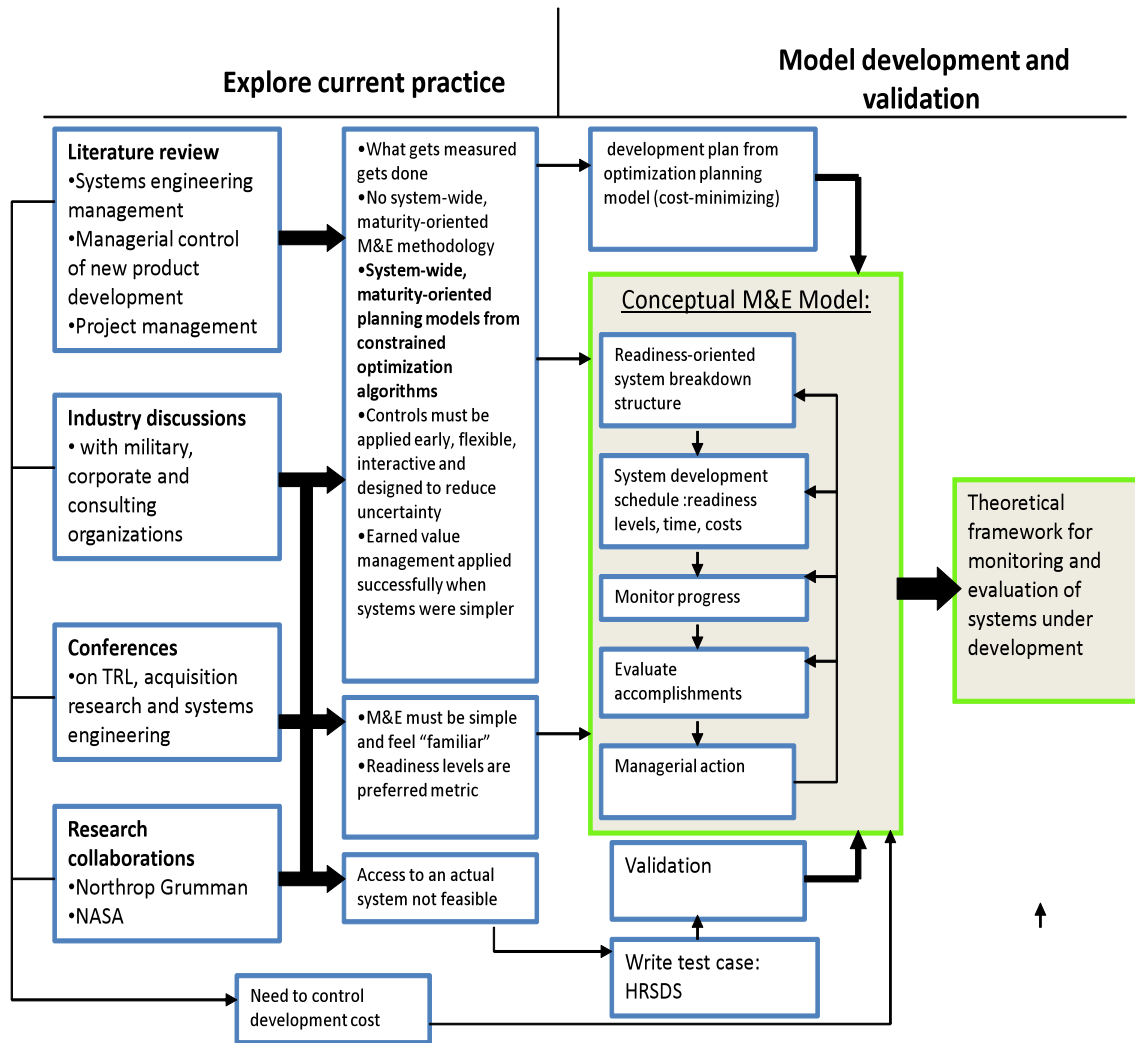 Explore current practice
Model development and
validation
Literature review
•Systems engineering
management
•Managerial control
of new product
development
•Project management
Industry discussions
• with military,
corporate and
consulting
organizations
Conferences
•on TRL, acquisition
research and systems
engineering
Research
collaborations
•Northrop Grumman
•NASA
Need to control
development cost
•What gets measured
gets done
•No system-wide,
maturity-oriented
M&E methodology
•System-wide,
maturity-oriented
planning models from
constrained
optimization
algorithms
•Controls must be
applied early, flexible,
interactive and
designed to reduce
uncertainty
•Earned value
management applied
successfully when
systems were simpler
•M&E must be simple
and feel “familiar”
•Readiness levels are
preferred metric
Access to an actual
system not feasible
development plan from
optimization planning
model (cost-minimizing)
Conceptual M&E Model:
Readiness-oriented
system breakdown
structure
System development
schedule :readiness
levels, time, costs
Monitor progress
Evaluate
accomplishments
Managerial action
Validation
Write test case:
HRSDS
Theoretical
framework for
monitoring and
evaluation of
systems under
development